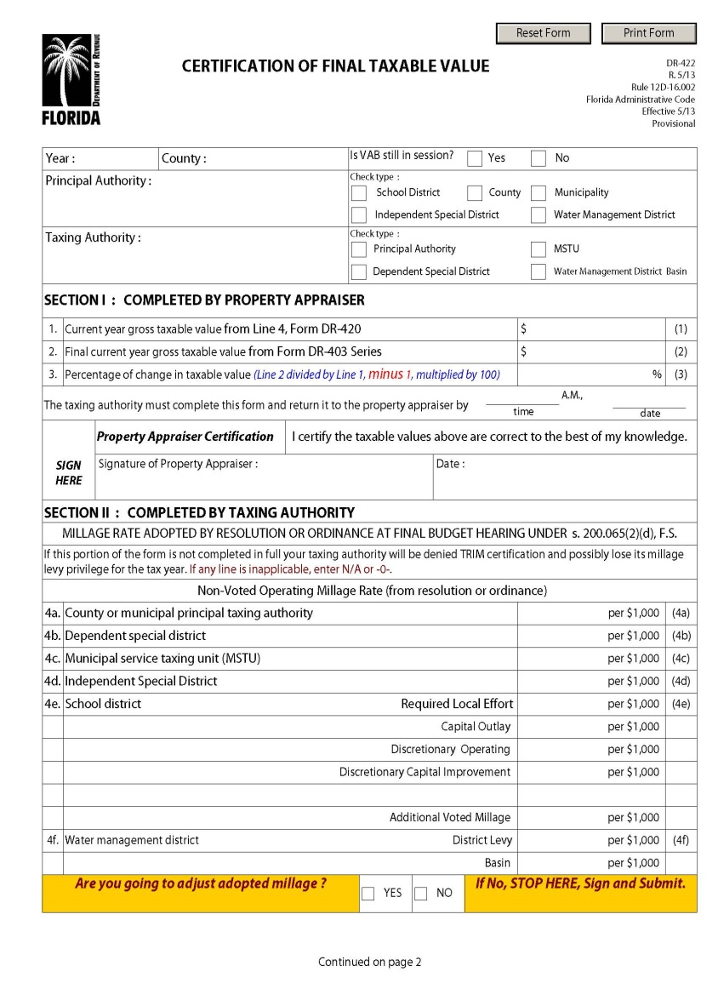 Reset Form Print Form
DEPARTMENT OF REVENUE
FLORIDA
CERTIFICATION OF FINAL TAXABLE VALUE
DR-422
R. 5/13
Rule 12D-16.002
Florida Administrative Code
Effective 5/13
Provisional
Year : County : Is VAB still in session? Yes No
Principal Authority : Check type :
School District County Municipality
Independent Special District Water Management District
Taxing Authority : Check type :
Principal Authority MSTU
Dependent Special District Water Management District Basin
SECTION I : COMPLETED BY PROPERTY APPRAISER
1. Current year gross taxable value from Line 4, Form DR-420 $ (1)
2. Final current year gross taxable value from Form DR-403 Series $ (2)
3. Percentage of change in taxable value (Line 2 divided by Line 1, minus 1, multiplied by 100) % (3)
The taxing authority must complete this form and return it to the property appraiser by A.M.,
time date
Property Appraiser Certification I certify the taxable values above are correct to the best of my knowledge.
SIGN HERE
Signature of Property Appraiser : Date :
SECTION II : COMPLETED BY TAXING AUTHORITY
MILLAGE RATE ADOPTED BY RESOLUTION OR ORDINANCE AT FINAL BUDGET HEARING UNDER s. 200.065(2)(d), F.S.
If this portion of the form is not completed in full your taxing authority will be denied TRIM certification and possibly lose its millage
levy privilege for the tax year. If any line is inapplicable, enter N/A or -0-.
Non-Voted Operating Millage Rate (from resolution or ordinance)
4a. County or municipal principal taxing authority per $1,000 (4a)
4b. Dependent special district per $1,000 (4b)
4c. Municipal service taxing unit (MSTU) per $1,000 (4c)
4d. Independent Special District per $1,000 (4d)
4e. School district Required Local Effort per $1,000 (4e)
Capital Outlay per $1,000
Discretionary Operating per $1,000
Discretionary Capital Improvement per $1,000
Additional Voted Millage per $1,000
4f. Water management district District Levy per $1,000 (4f)
Basin per $1,000
Are you going to adjust adopted millage ? YES NO If No, STOP HERE, Sign and Submit.
Continued on page 2